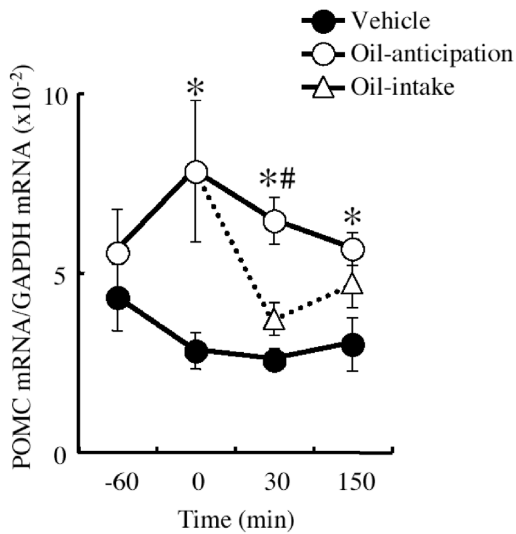 Vehicle
Oil-anticipation
Oil-intake
POMC mRNA/GAPDH mRNA (x10-2)
10
5
0
*
*#
*
-60 0 30 150
Time (min)